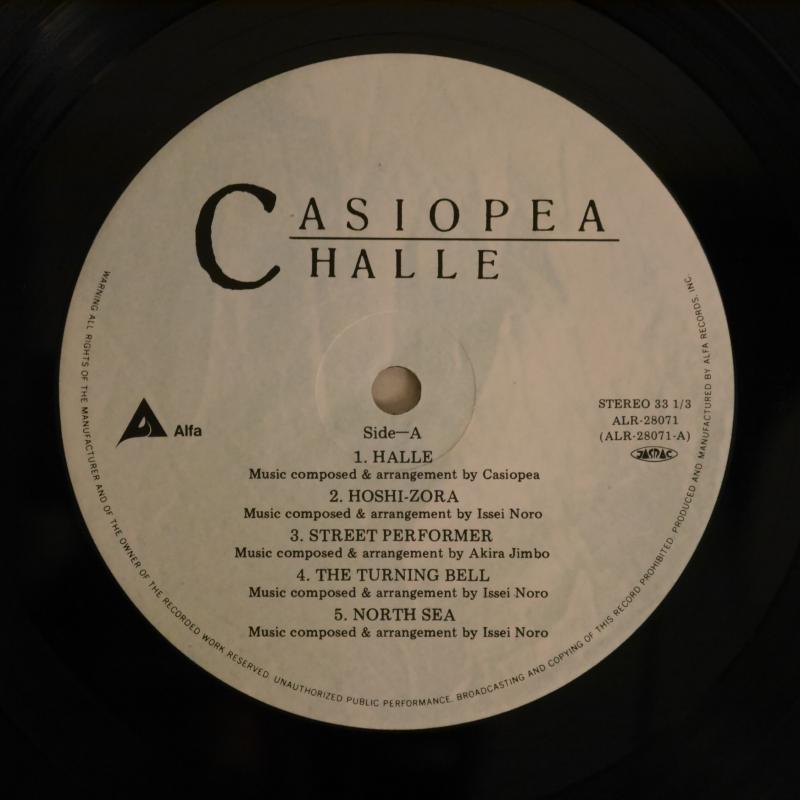 CASIOPEA
HALLE
Alfa
STEREO 33 1/3
ALR-28071
(ALR-28071-A)
JASRAC
Side—A
1. HALLE
Music composed & arrangement by Casiopea
2. HOSHI-ZORA
Music composed & arrangement by Issei Noro
3. STREET PERFORMER
Music composed & arrangement by Akira Jimbo
4. THE TURNING BELL
Music composed & arrangement by Issei Noro
5. NORTH SEA
Music composed & arrangement by Issei Noro
WARNING ALL RIGHTS OF THE MANUFACTURER AND OF THE OWNER OF THE RECORDED WORK RESERVED. UNAUTHORIZED PUBLIC PERFORMANCE. BROADCASTING AND COPYING OF THIS RECORD PROHIBITED. PRODUCED AND MANUFACTURED BY ALFA RECORDS, INC.